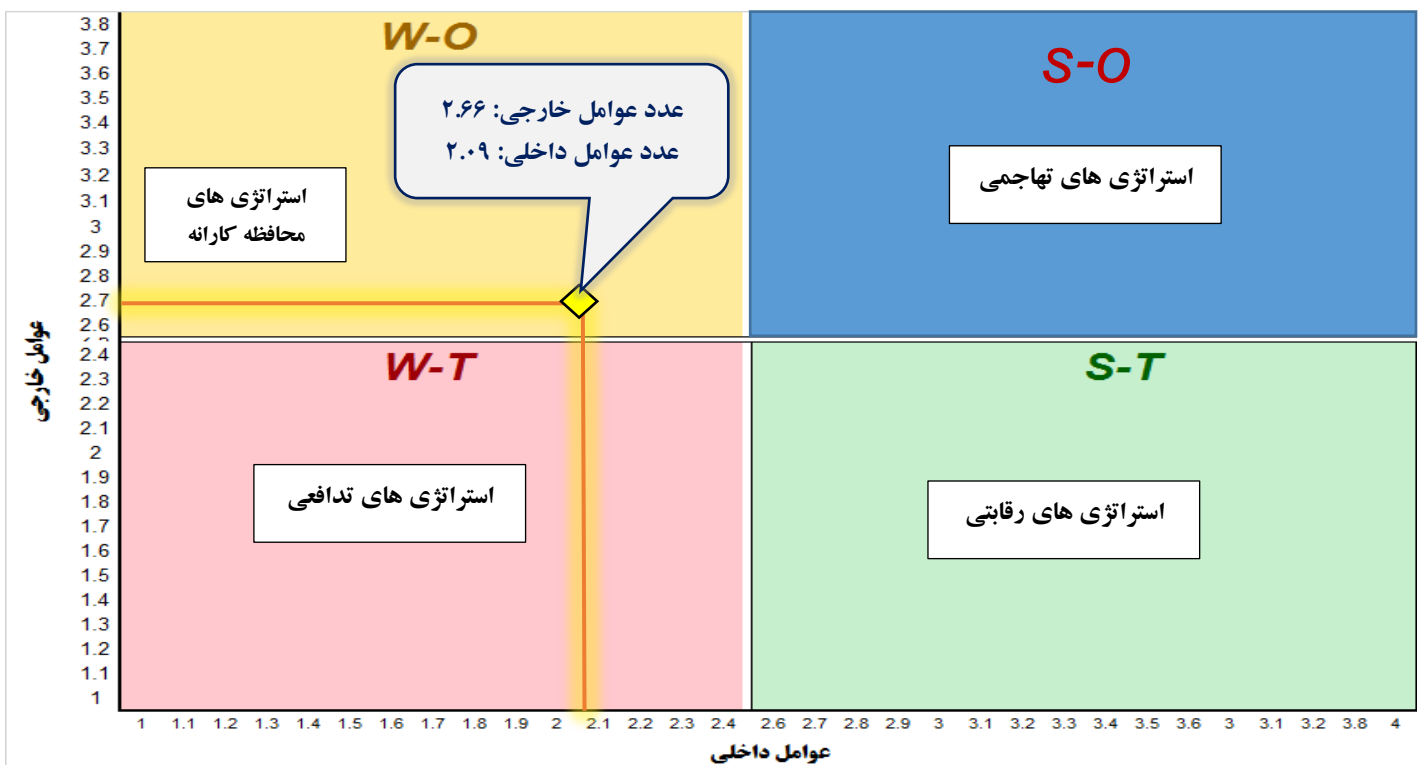 W-O
S-O
عدد عوامل خارجی: ۲.۶۶
عدد عوامل داخلی: ۲.۰۹
استراتژی های
محافظه کارانه
استراتژی های تهاجمی
W-T
S-T
استراتژی های تدافعی
استراتژی های رقابتی
عوامل خارجی
3.8
3.7
3.6
3.5
3.4
3.3
3.2
3.1
3
2.9
2.8
2.7
2.6
2.4
2.3
2.2
2.1
2
1.9
1.8
1.7
1.6
1.5
1.4
1.3
1.2
1.1
1
1 1.1 1.2 1.3 1.4 1.5 1.6 1.7 1.8 1.9 2 2.1 2.2 2.3 2.4 2.6 2.7 2.8 2.9 3 3.1 3.2 3.3 3.4 3.5 3.6 3 3.1 3.2 3.8 4
عوامل داخلی